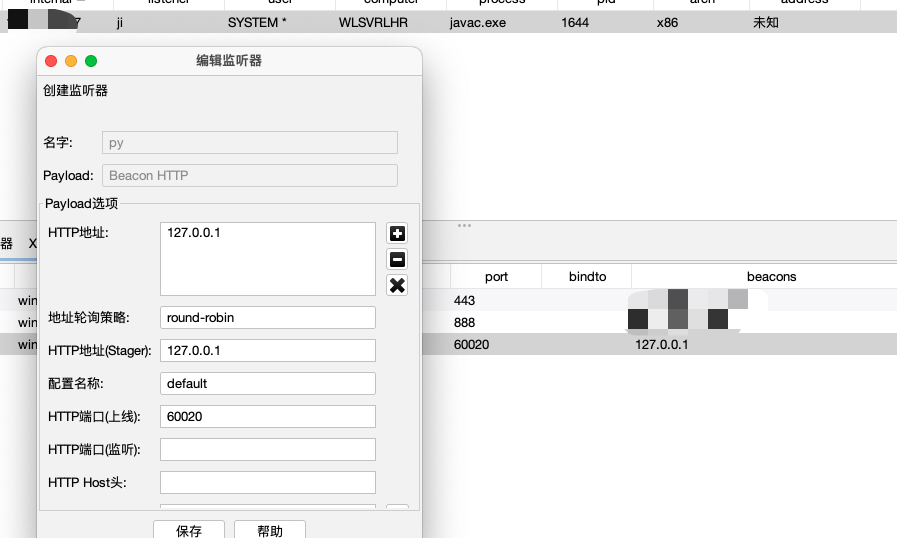 internal listener user computer process pid arch address
7 ji SYSTEM * WLSVRLHR javac.exe 1644 x86 未知
编辑监听器
创建监听器
名字: py
Payload: Beacon HTTP
Payload选项
HTTP地址: 127.0.0.1
地址轮询策略: round-robin
HTTP地址(Stager): 127.0.0.1
配置名称: default
HTTP端口(上线): 60020
HTTP端口(监听):
HTTP Host头:
保存 帮助
器 X
port bindto beacons
win 443
win 888
win 60020 127.0.0.1